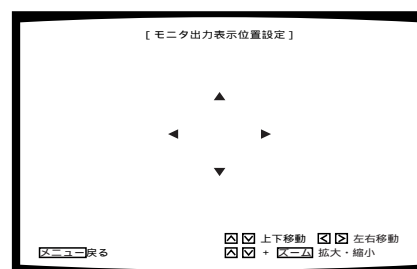 [ モニタ出力表示位置設定 ]
上下移動 左右移動
メニュー戻る + ズーム 拡大・縮小